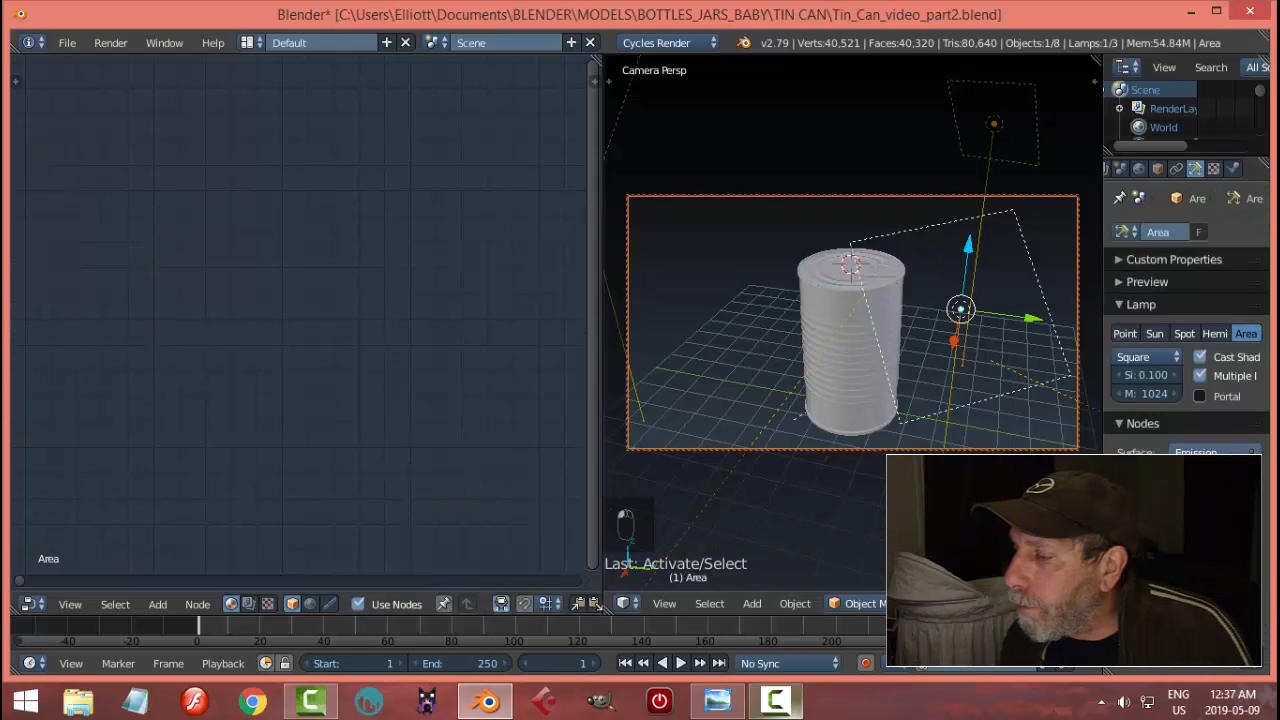 Blender* [C:\Users\Elliott\Documents\BLENDER\MODELS\BOTTLES_JARS_BABY\TIN CAN\Tin_Can_video_part2.blend]
File Render Window Help Default Scene Cycles Render v2.79 | Verts:40,521 | Faces:40,320 | Tris:80,640 | Objects:1/8 | Lamps:1/3 | Mem:54.84M | Area
Camera Persp
View Search All Sc
Scene
RenderLay
World
Are Are
Area F
Custom Properties
Preview
Lamp
Point Sun Spot Hemi Area
Square Cast Shad
Si: 0.100 Multiple I
M: 1024 Portal
Nodes
Surface: Emission
Last: Activate/Select
(1) Area
Area
View Select Add Node Use Nodes
View Select Add Object Object M
-40 -20 0 20 40 60 80 100 120 140 160 180 200
View Marker Frame Playback Start: 1 End: 250 1 No Sync
ENG
US
12:37 AM
2019-05-09